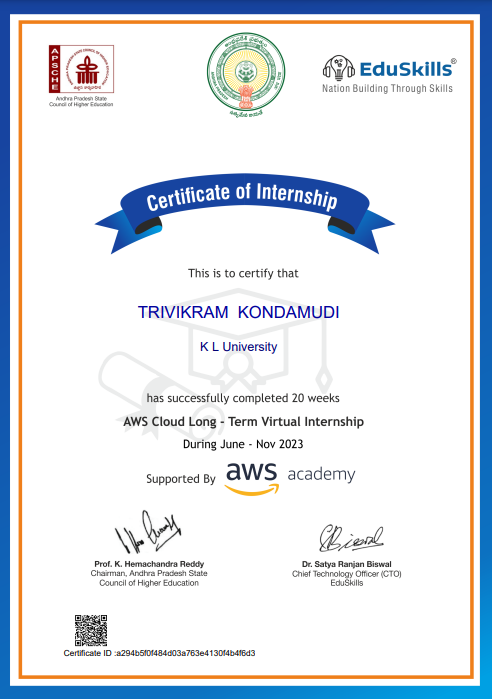 APSCHE
Andhra Pradesh State
Council of Higher Education
EduSkills®
Nation Building Through Skills
Certificate of Internship
This is to certify that
TRIVIKRAM KONDAMUDI
K L University
has successfully completed 20 weeks
AWS Cloud Long - Term Virtual Internship
During June - Nov 2023
Supported By aws academy
Prof. K. Hemachandra Reddy
Chairman, Andhra Pradesh State
Council of Higher Education
Dr. Satya Ranjan Biswal
Chief Technology Officer (CTO)
EduSkills
Certificate ID :a294b5f0f484d03a763e4130f4b4f6d3